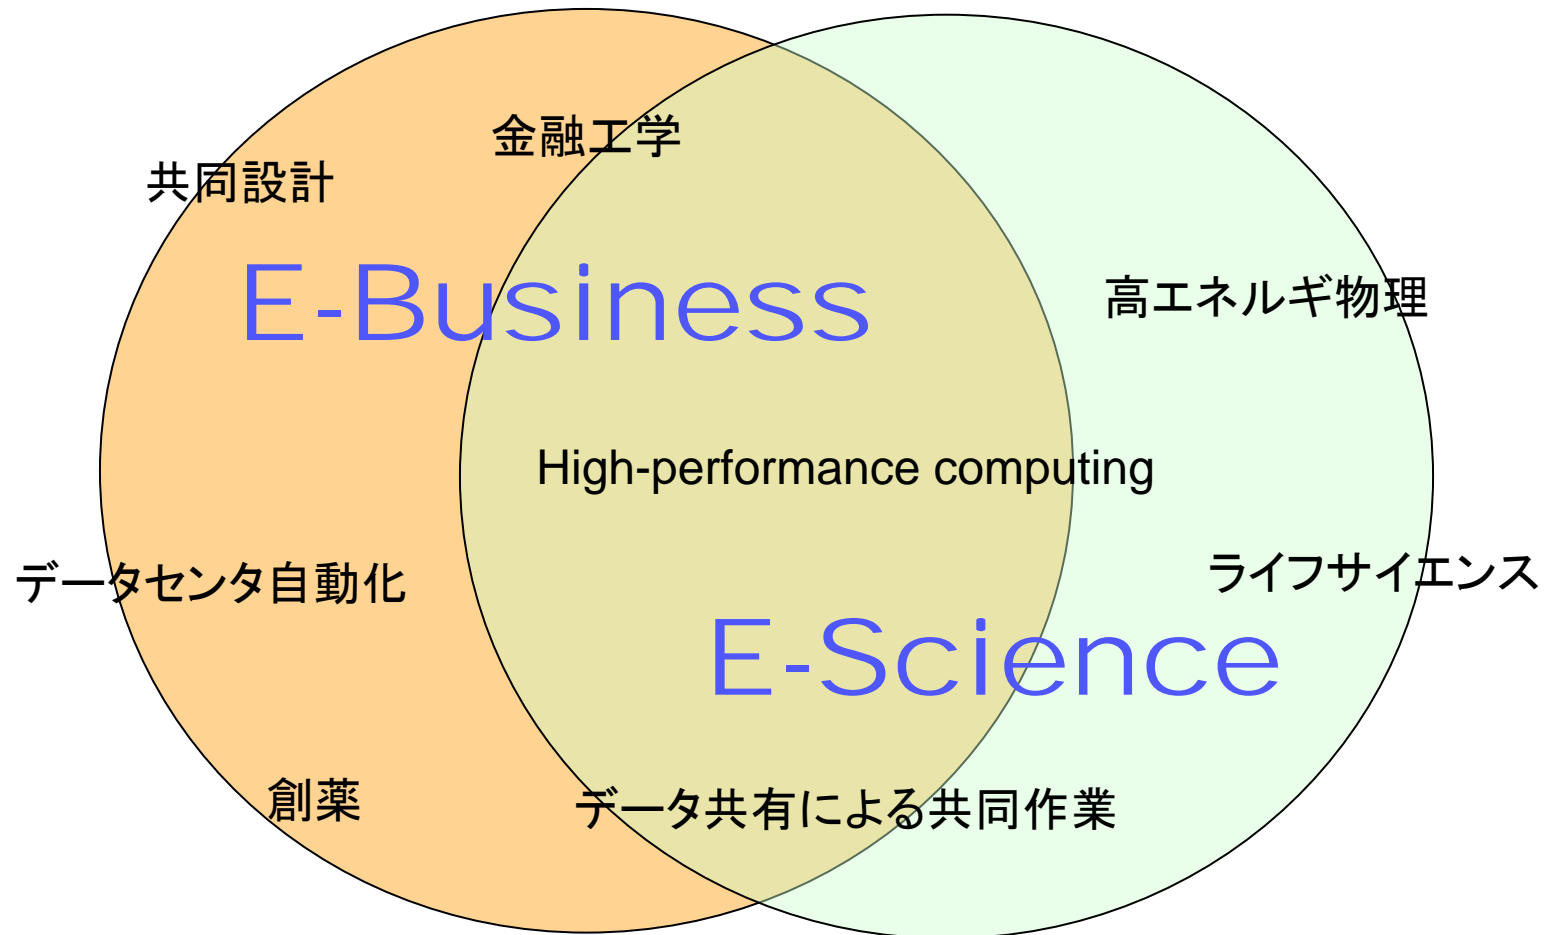 金融工学
共同設計
E-Business
高エネルギ物理
High-performance computing
データセンタ自動化
ライフサイエンス
E-Science
創薬
データ共有による共同作業